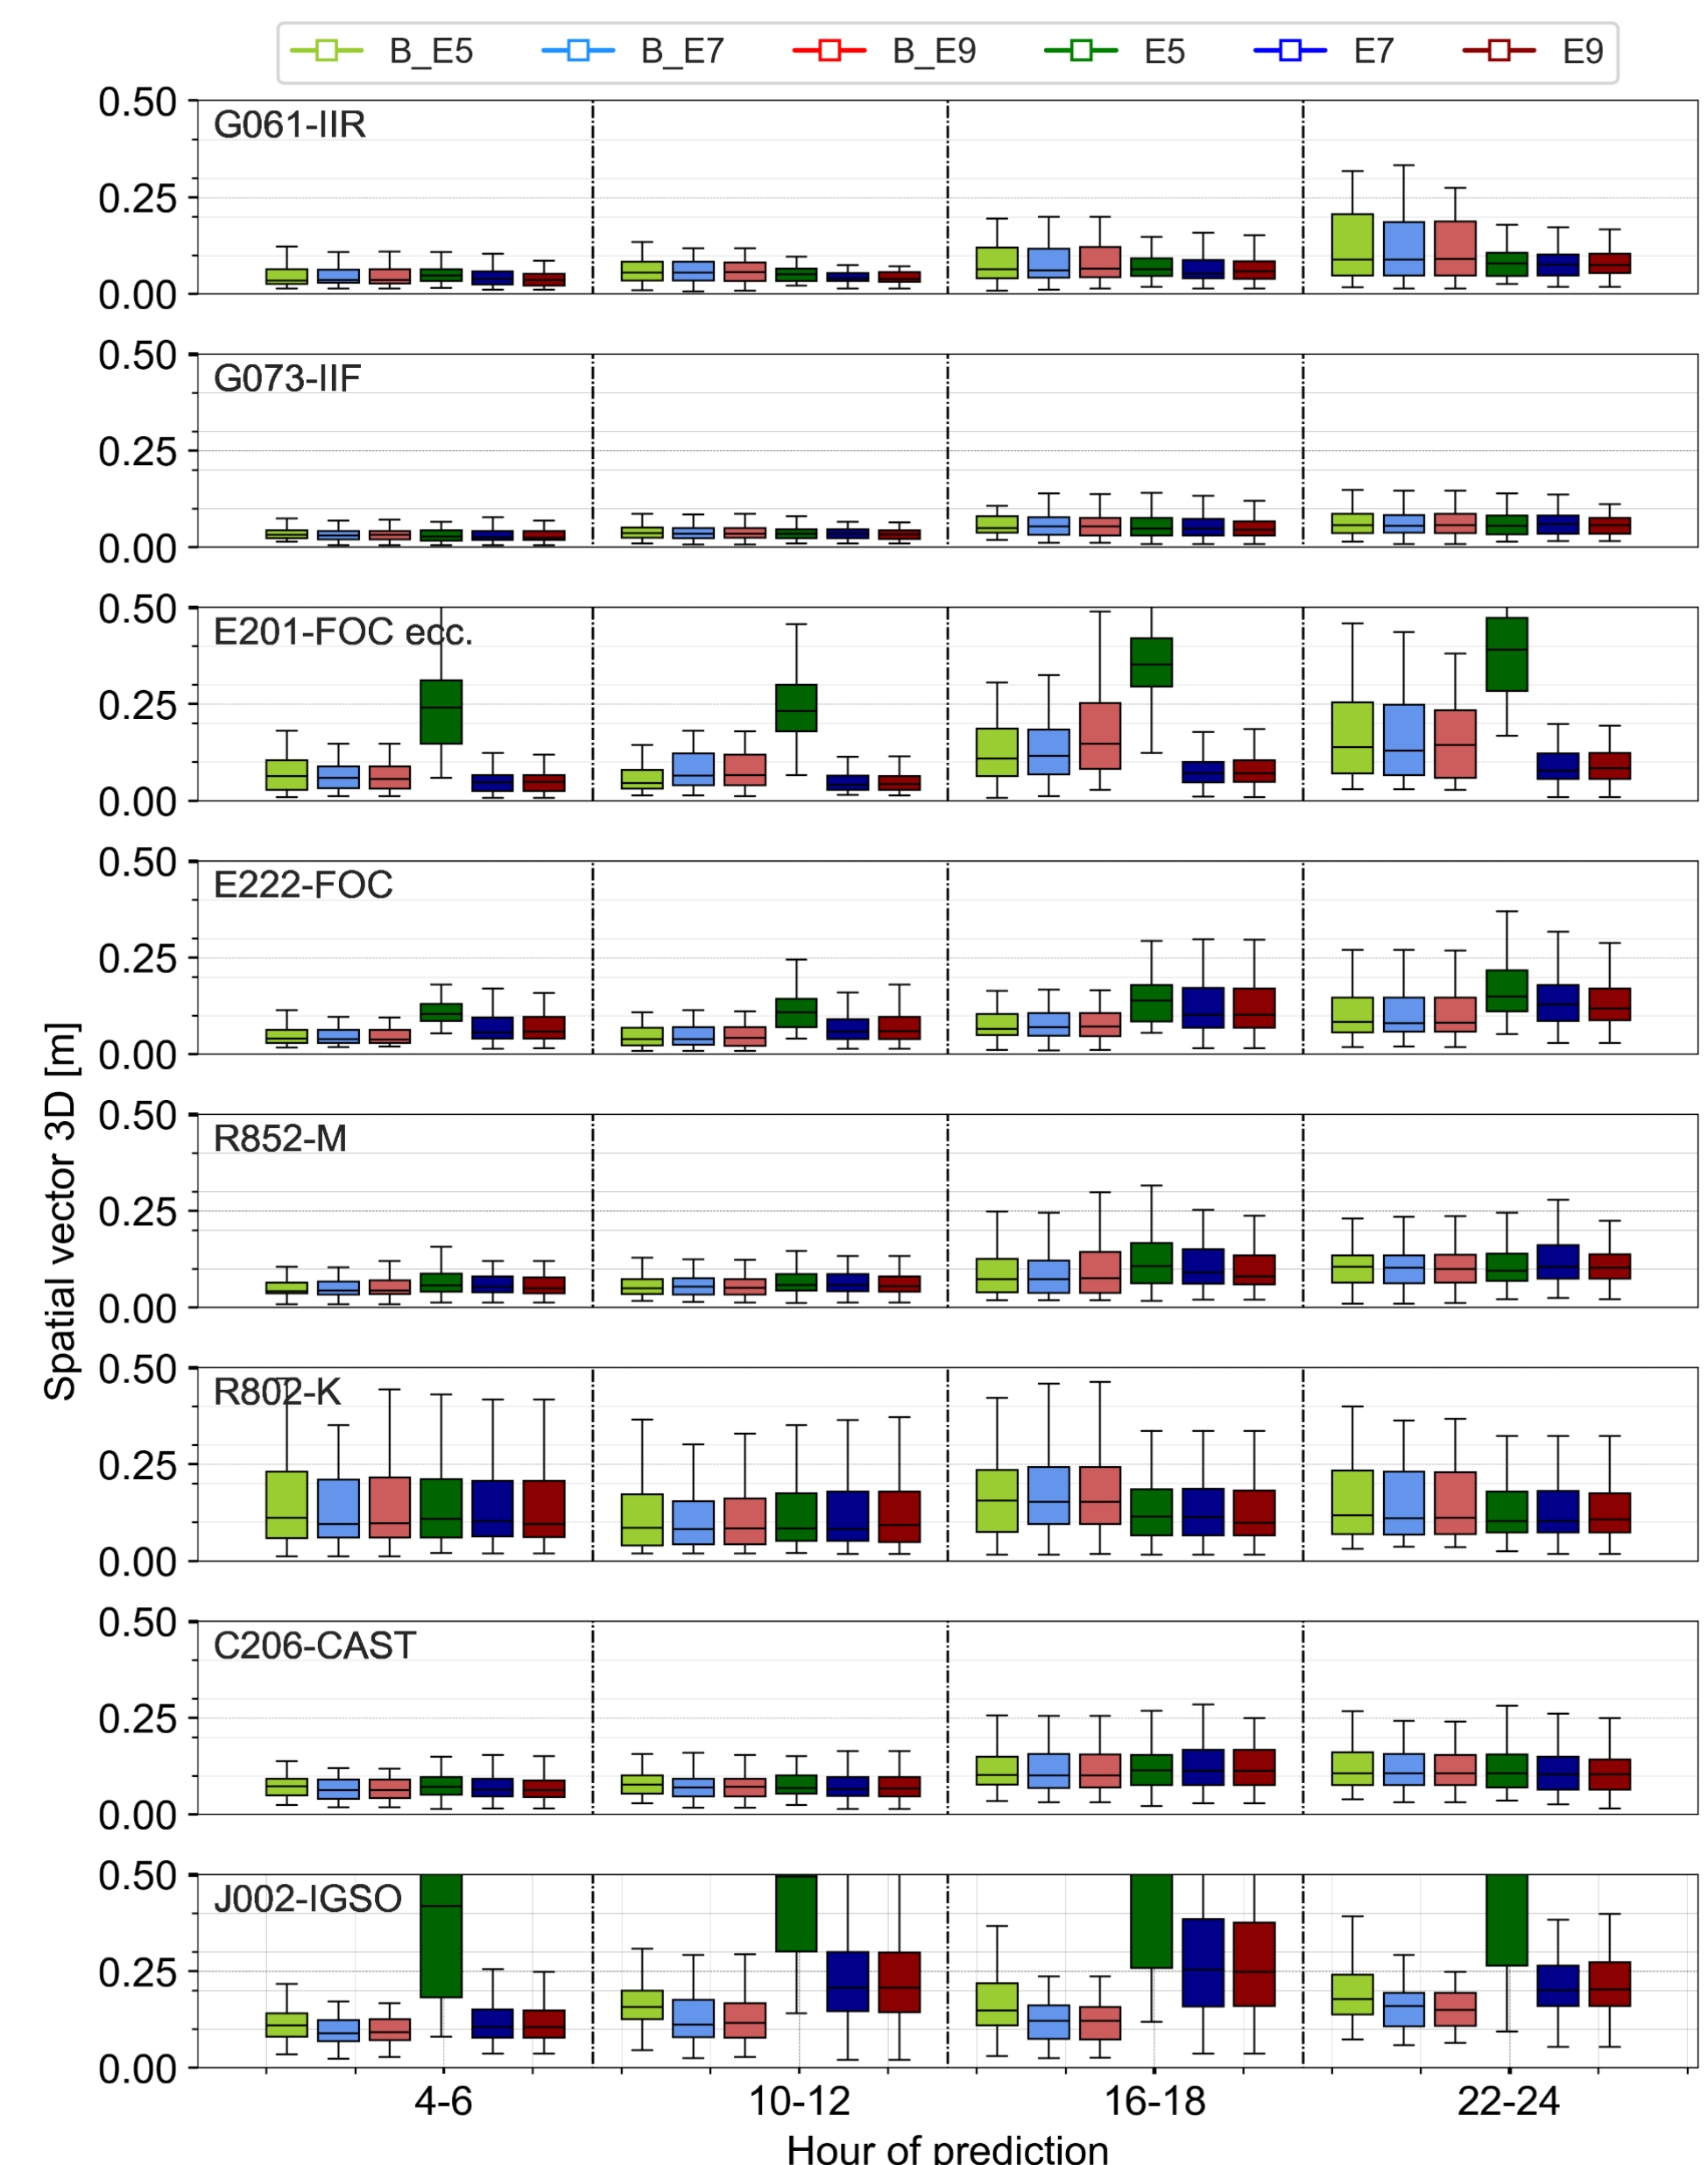 B_E5 B_E7 B_E9 E5 E7 E9
0.50
G061-IIR
0.25
0.00
0.50
G073-IIF
0.25
0.00
0.50
E201-FOC ecc.
0.25
0.00
0.50
E222-FOC
0.25
0.00
Spatial vector 3D [m]
0.50
R852-M
0.25
0.00
0.50
R802-K
0.25
0.00
0.50
C206-CAST
0.25
0.00
0.50
J002-IGSO
0.25
0.00
4-6 10-12 16-18 22-24
Hour of prediction